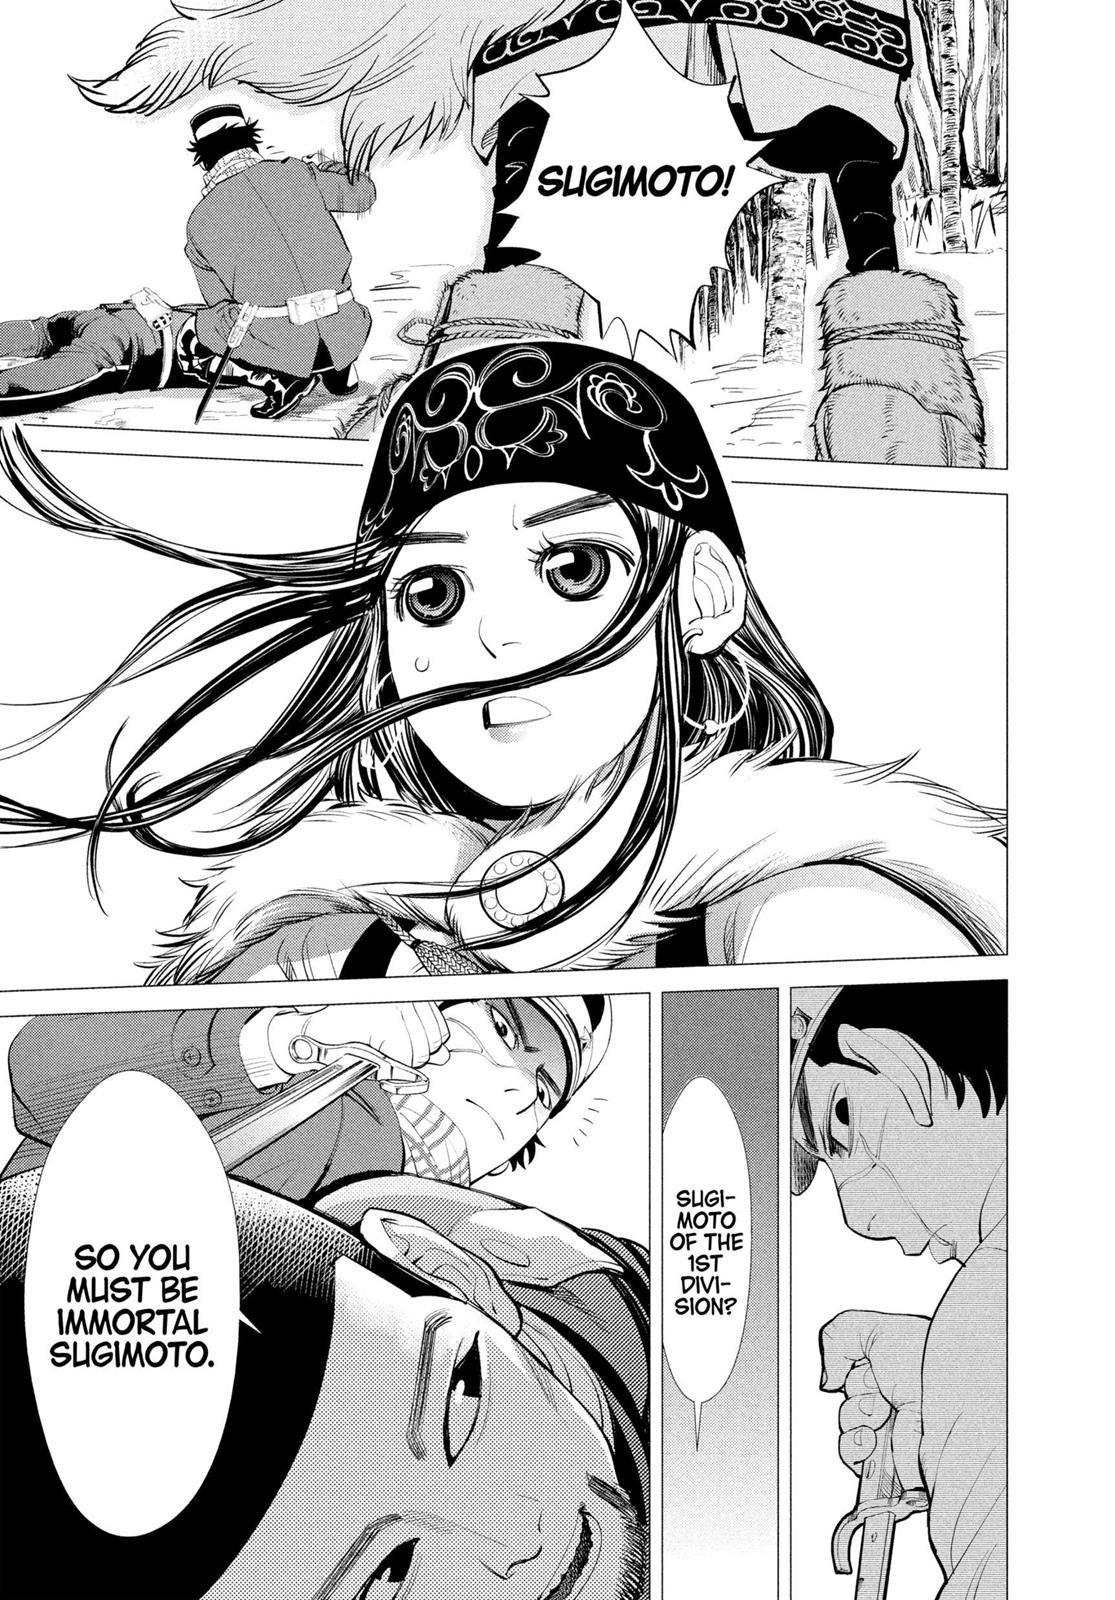 SUGIMOTO!
SUGI-
MOTO
OF THE
1ST
DIVI-
SION?
SO YOU
MUST BE
IMMORTAL
SUGIMOTO.